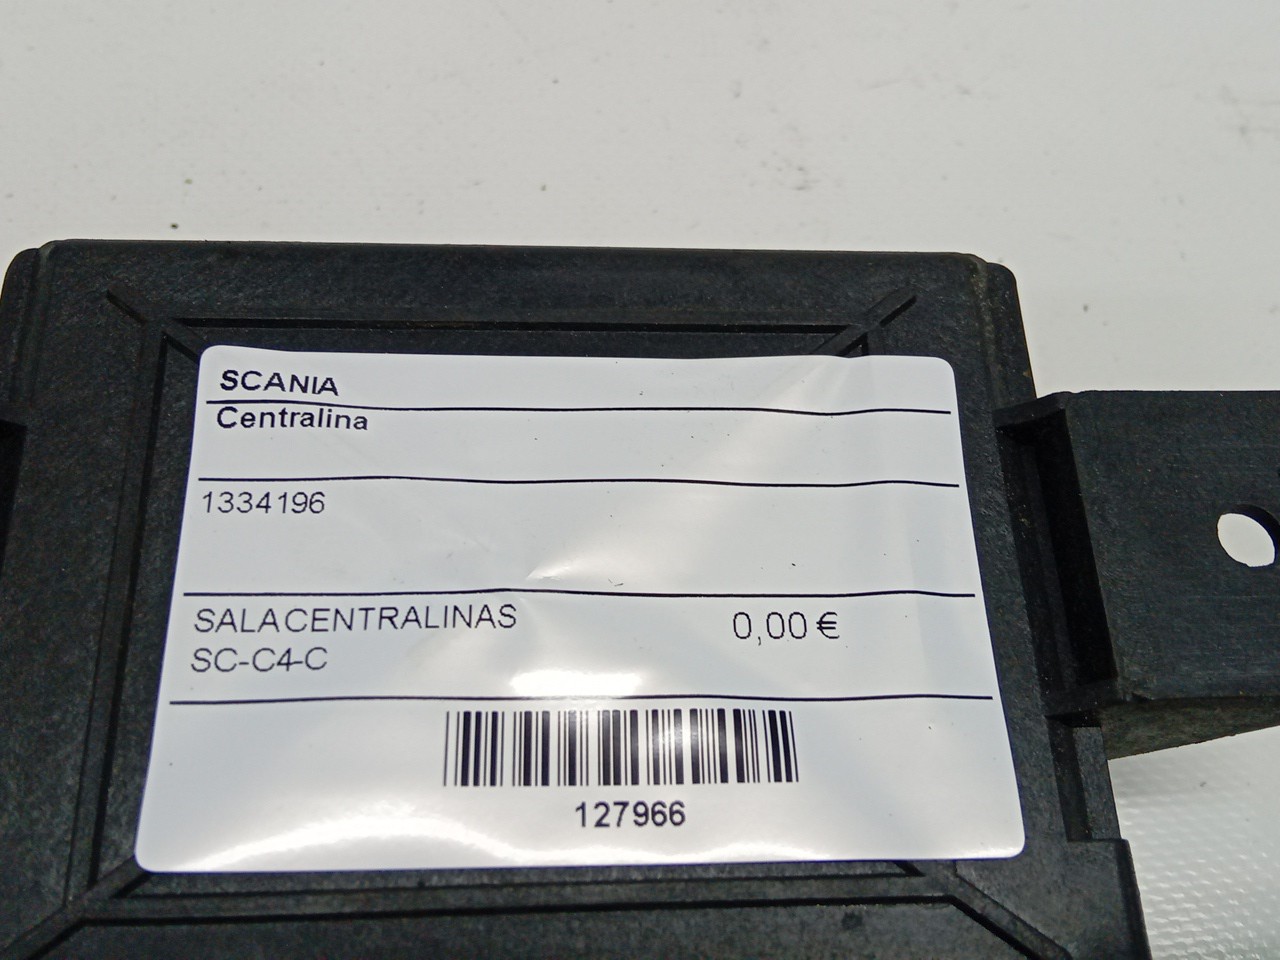 SCANIA
Centralina
1334196
SALACENTRALINAS 0,00 €
SC-C4-C
127966